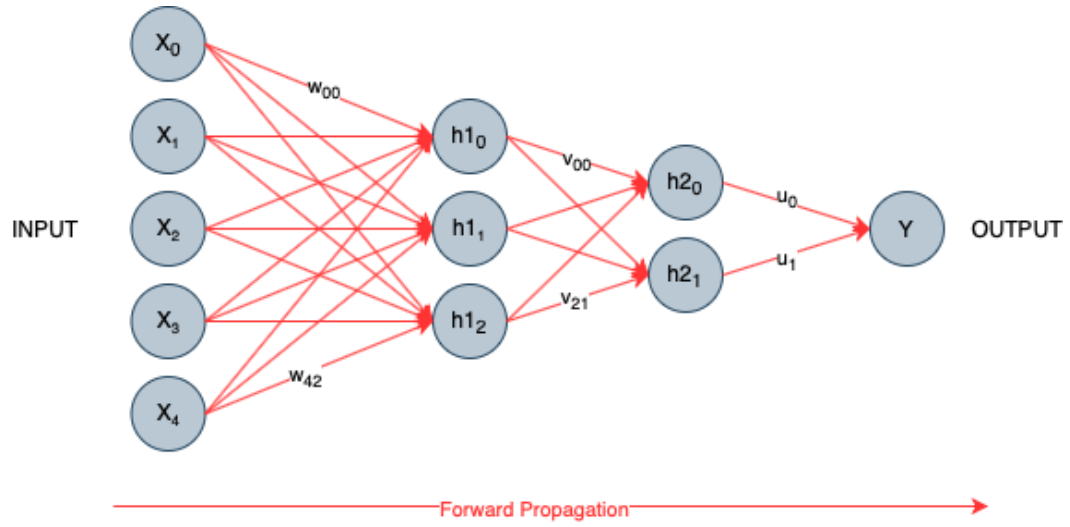 X₀
w₀₀
X₁
h1₀
v₀₀
h2₀
u₀
INPUT
X₂
h1₁
Y
OUTPUT
h2₁
u₁
X₃
h1₂
v₂₁
w₄₂
X₄
Forward Propagation